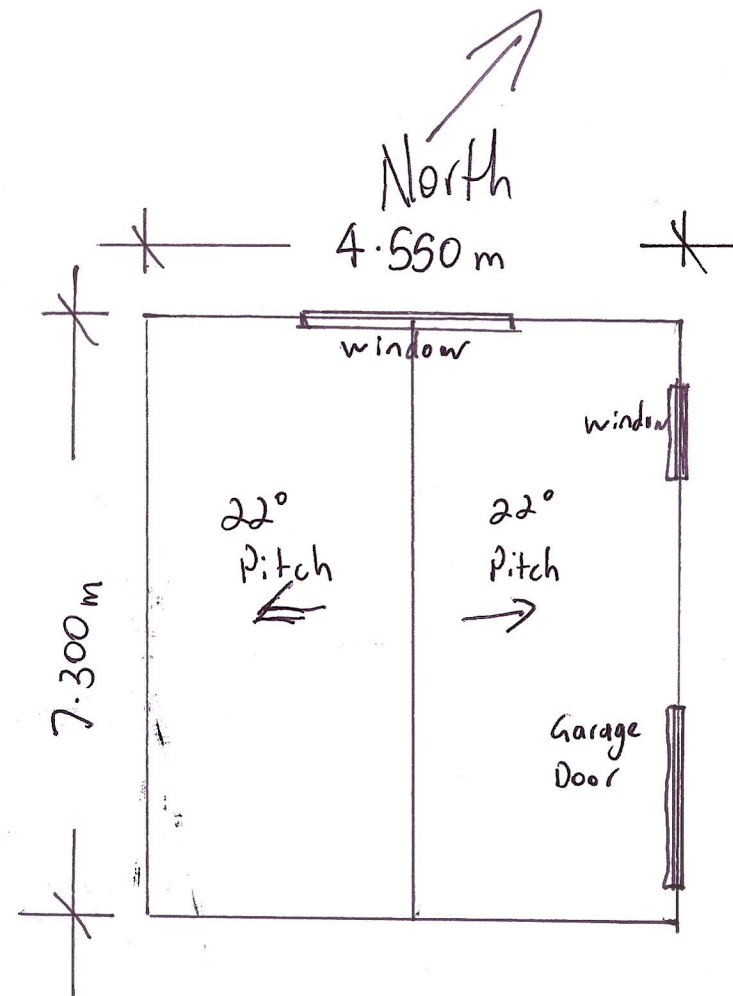 North
4.550 m
window
window
22°
Pitch
22°
Pitch
7.300 m
Garage
Door